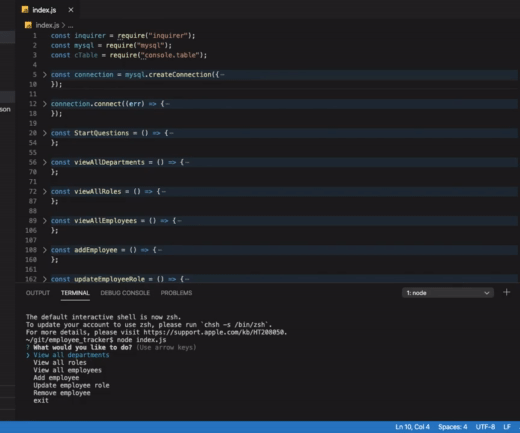 index.js
index.js > ...
1 const inquirer = require("inquirer");
2 const mysql = require("mysql");
3 const cTable = require("console.table");
4
5 const connection = mysql.createConnection({
10 });
11
12 connection.connect((err) => {
18 });
19
20 const StartQuestions = () => {
54 };
55
56 const viewAllDepartments = () => {
70 };
71
72 const viewAllRoles = () => {
87 };
88
89 const viewAllEmployees = () => {
106 };
107
108 const addEmployee = () => {
160 };
161
162 const updateEmployeeRole = () => {
son
OUTPUT TERMINAL DEBUG CONSOLE PROBLEMS 1: node
The default interactive shell is now zsh.
To update your account to use zsh, please run `chsh -s /bin/zsh`.
For more details, please visit https://support.apple.com/kb/HT208050.
~/git/employee_tracker$ node index.js
? What would you like to do? (Use arrow keys)
❯ View all departments
View all roles
View all employees
Add employee
Update employee role
Remove employee
exit
Ln 10, Col 4 Spaces: 4 UTF-8 LF